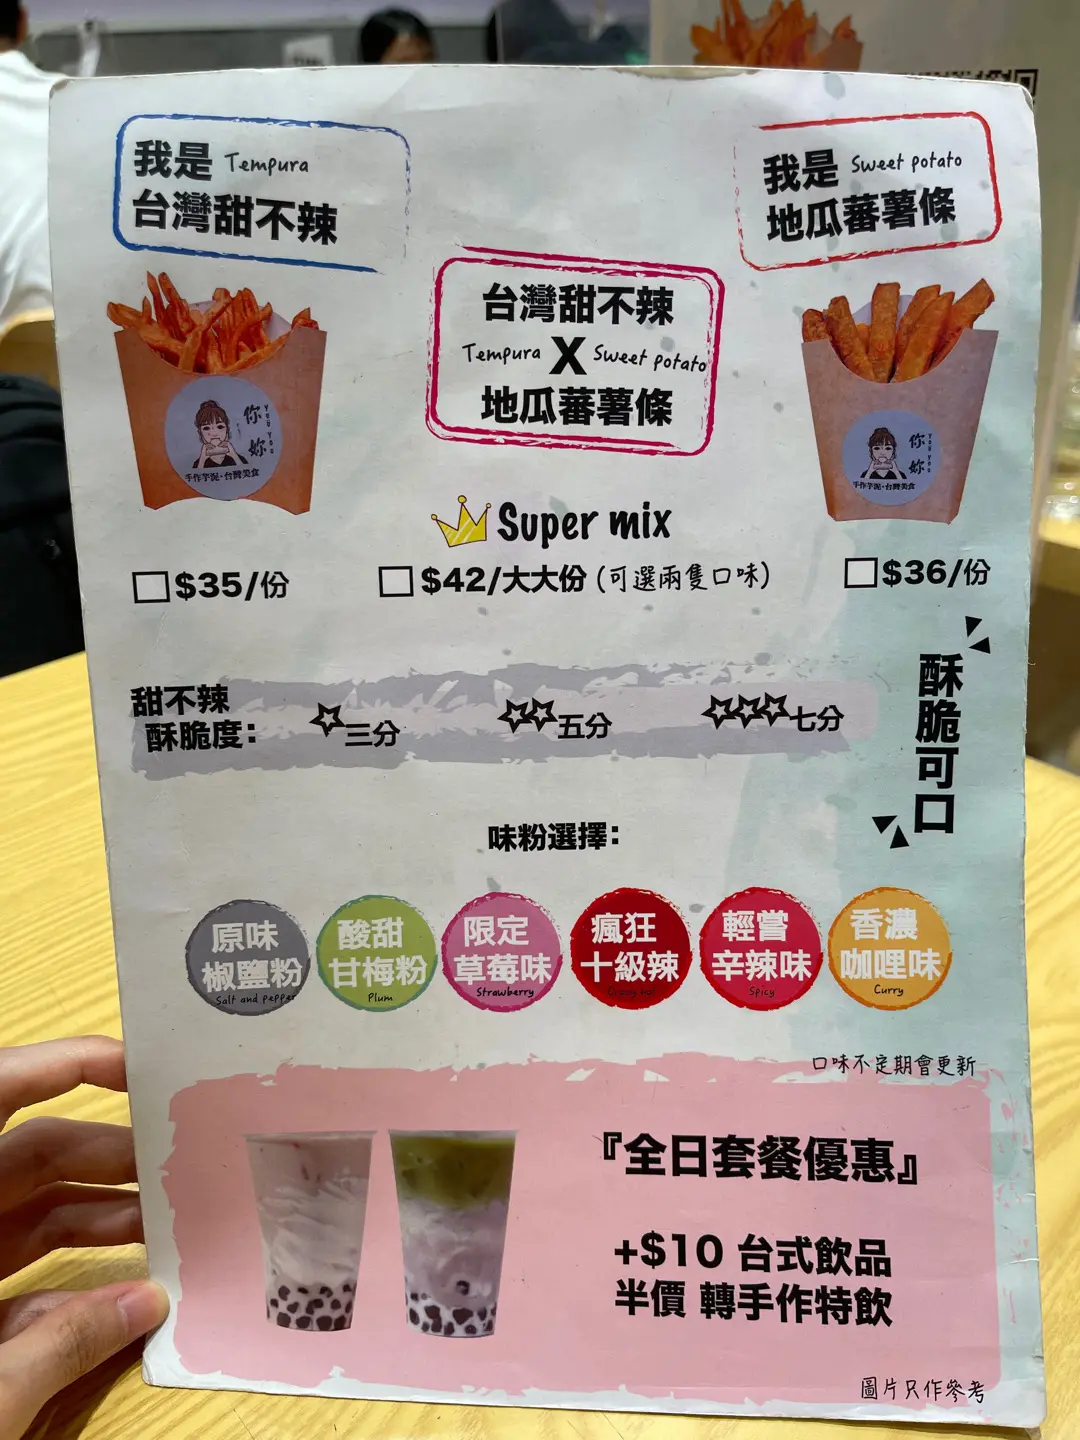 我是 Tempura
台灣甜不辣
我是 Sweet potato
地瓜蕃薯條
台灣甜不辣
Tempura X Sweet potato
地瓜蕃薯條
你
妳
YOU YOU
手作芋泥·台灣美食
你
妳
YOU YOU
手作芋泥·台灣美食
Super mix
$35/份
$42/大大份 (可選兩隻口味)
$36/份
甜不辣
酥脆度:
三分
五分
七分
酥脆可口
味粉選擇:
原味
椒鹽粉
Salt and pepper
酸甜
甘梅粉
Plum
限定
草莓味
Strawberry
瘋狂
十級辣
輕嘗
辛辣味
Spicy
香濃
咖哩味
Curry
口味不定期會更新
『全日套餐優惠』
+$10 台式飲品
半價 轉手作特飲
圖片只作參考